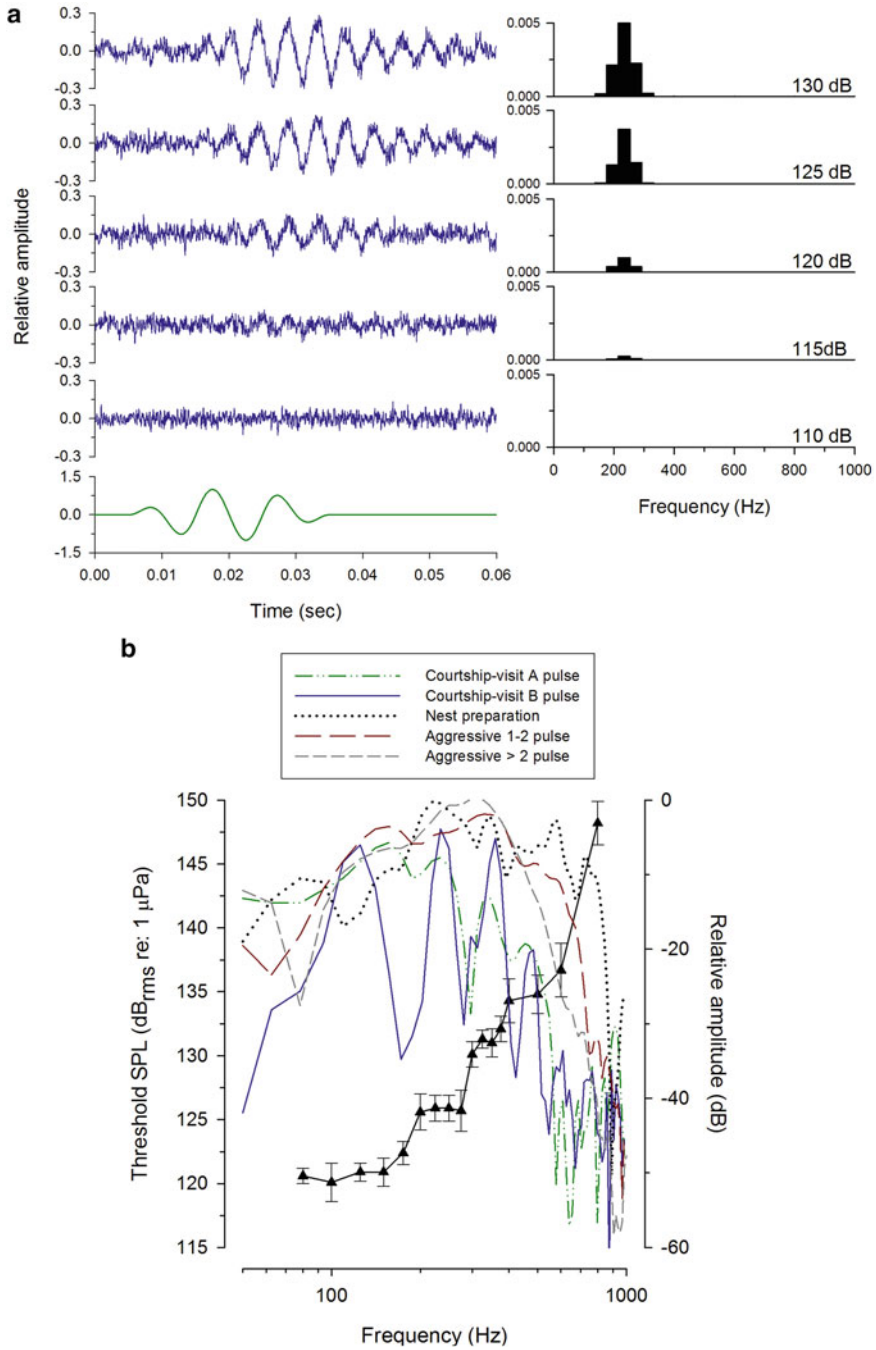 a
0.3
0.0
-0.3
0.3
0.0
-0.3
0.3
0.0
-0.3
0.3
0.0
-0.3
0.3
0.0
-0.3
1.5
0.0
-1.5
Relative amplitude
0.00 0.01 0.02 0.03 0.04 0.05 0.06
Time (sec)
0.005
0.000
130 dB
0.005
0.000
125 dB
0.005
0.000
120 dB
0.005
0.000
115dB
0.005
0.000
110 dB
0 200 400 600 800 1000
Frequency (Hz)
b
Courtship-visit A pulse
Courtship-visit B pulse
Nest preparation
Aggressive 1-2 pulse
Aggressive > 2 pulse
Threshold SPL (dBrms re: 1 µPa)
150
145
140
135
130
125
120
115
0
-20
-40
-60
Relative amplitude (dB)
100 1000
Frequency (Hz)